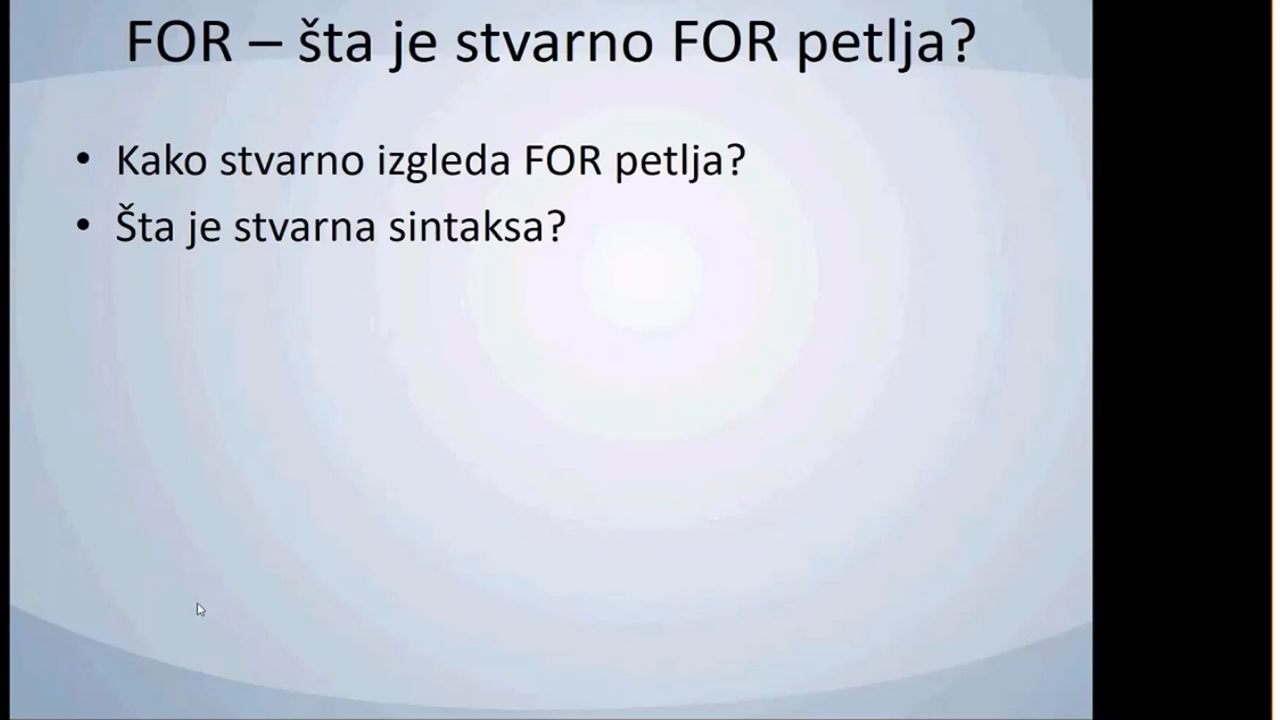 FOR – šta je stvarno FOR petlja?
• Kako stvarno izgleda FOR petlja?
• Šta je stvarna sintaksa?